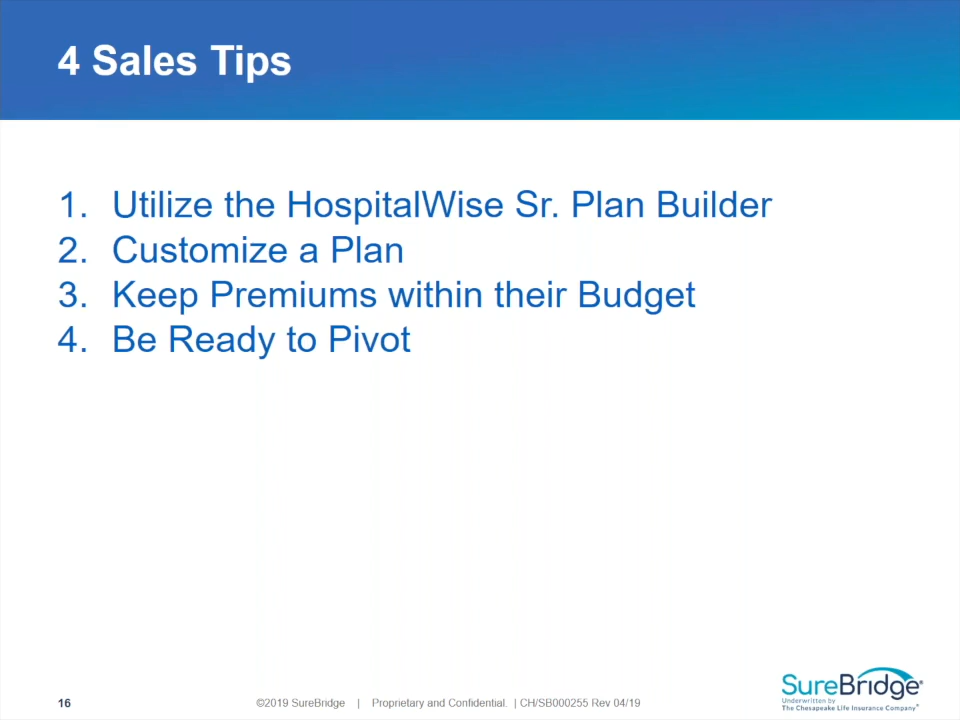 4 Sales Tips
1. Utilize the HospitalWise Sr. Plan Builder
2. Customize a Plan
3. Keep Premiums within their Budget
4. Be Ready to Pivot
16
©2019 SureBridge | Proprietary and Confidential. | CH/SB000255 Rev 04/19
SureBridge®
Underwritten by
The Chesapeake Life Insurance Company℠